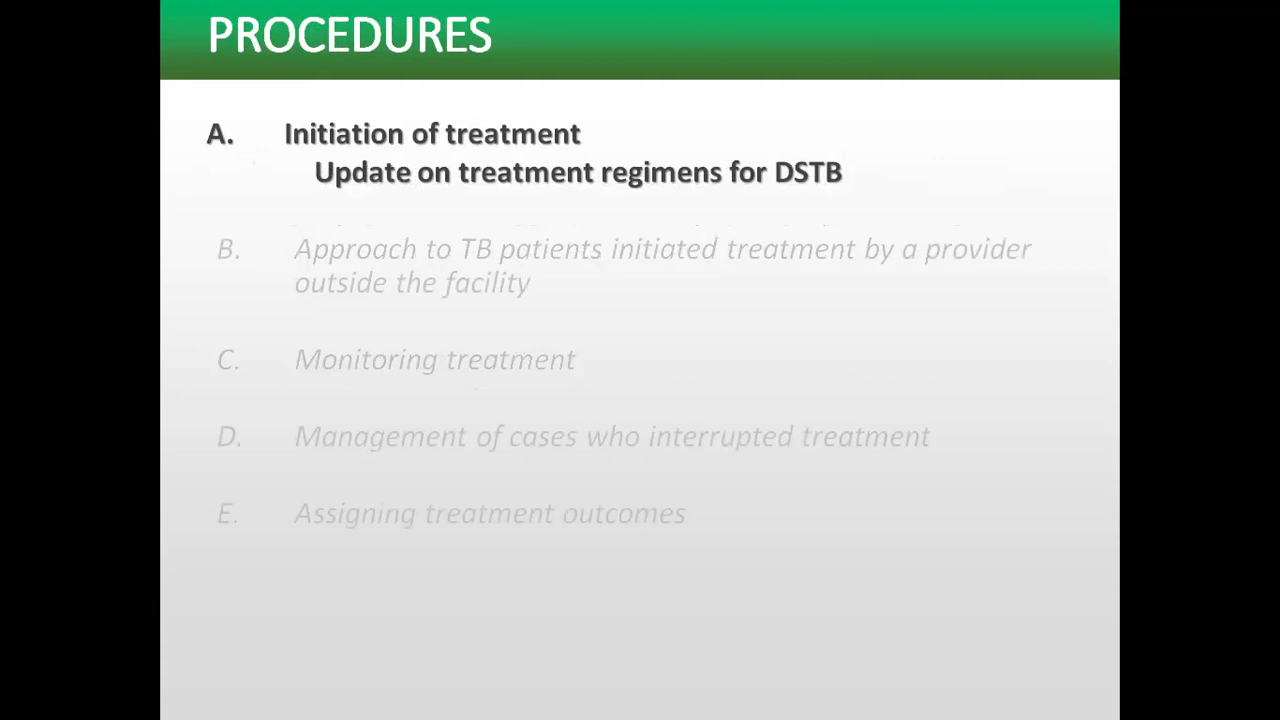 PROCEDURES
A. Initiation of treatment
Update on treatment regimens for DSTB
B. Approach to TB patients initiated treatment by a provider
outside the facility
C. Monitoring treatment
D. Management of cases who interrupted treatment
E. Assigning treatment outcomes